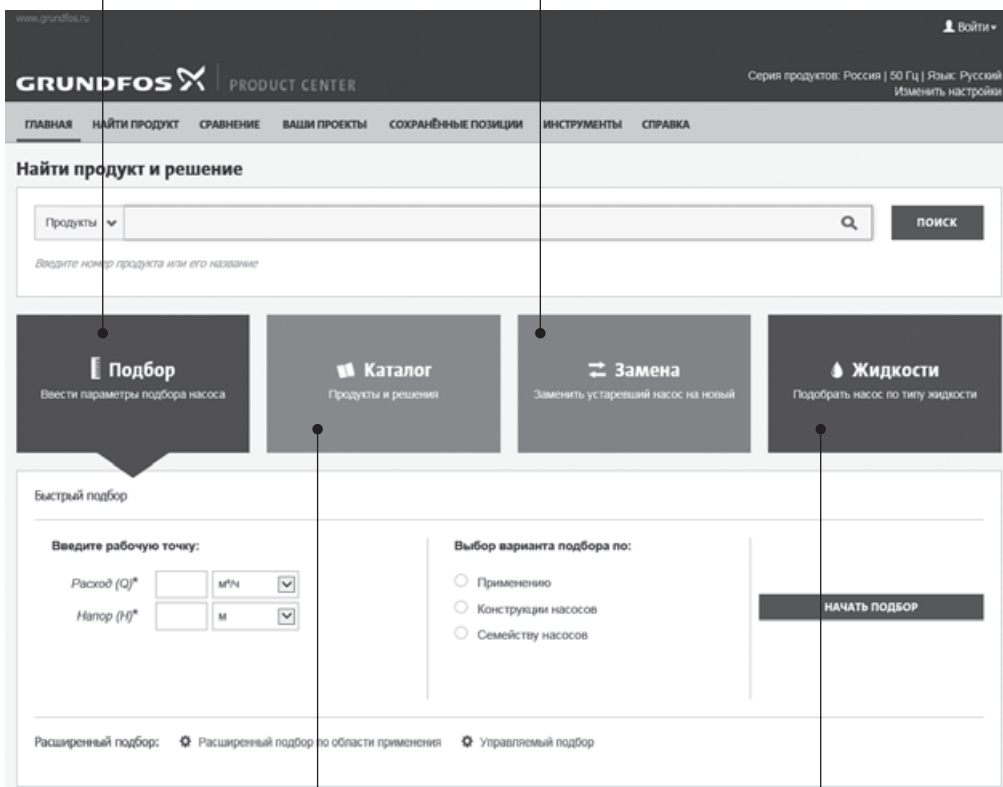 www.grundfos.ru
Войти
GRUNDFOS PRODUCT CENTER
Серия продуктов: Россия | 50 Гц | Язык: Русский
Изменить настройки
ГЛАВНАЯ НАЙТИ ПРОДУКТ СРАВНЕНИЕ ВАШИ ПРОЕКТЫ СОХРАНЁННЫЕ ПОЗИЦИИ ИНСТРУМЕНТЫ СПРАВКА
Найти продукт и решение
Продукты
ПОИСК
Введите номер продукта или его название
Подбор
Ввести параметры подбора насоса
Каталог
Продукты и решения
Замена
Заменить устаревший насос на новый
Жидкости
Подобрать насос по типу жидкости
Быстрый подбор
Введите рабочую точку:
Расход (Q)* м³/ч
Напор (H)* м
Выбор варианта подбора по:
Применению
Конструкции насосов
Семейству насосов
НАЧАТЬ ПОДБОР
Расширенный подбор: Расширенный подбор по области применения Управляемый подбор